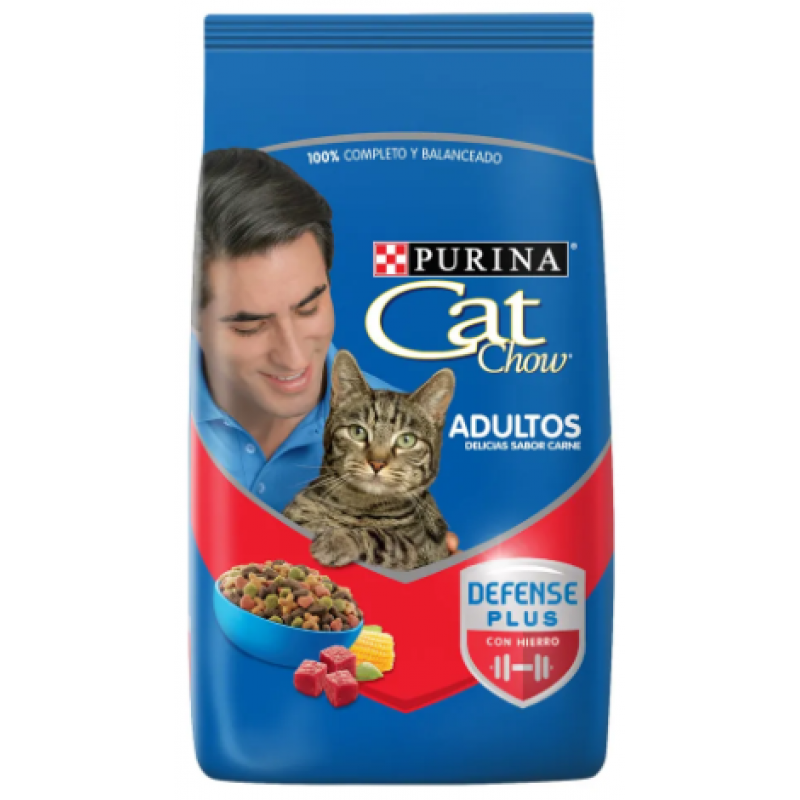 100% COMPLETO Y BALANCEADO
PURINA®
Cat
Chow®
ADULTOS
DELICIAS SABOR CARNE
DEFENSE
PLUS
CON HIERRO